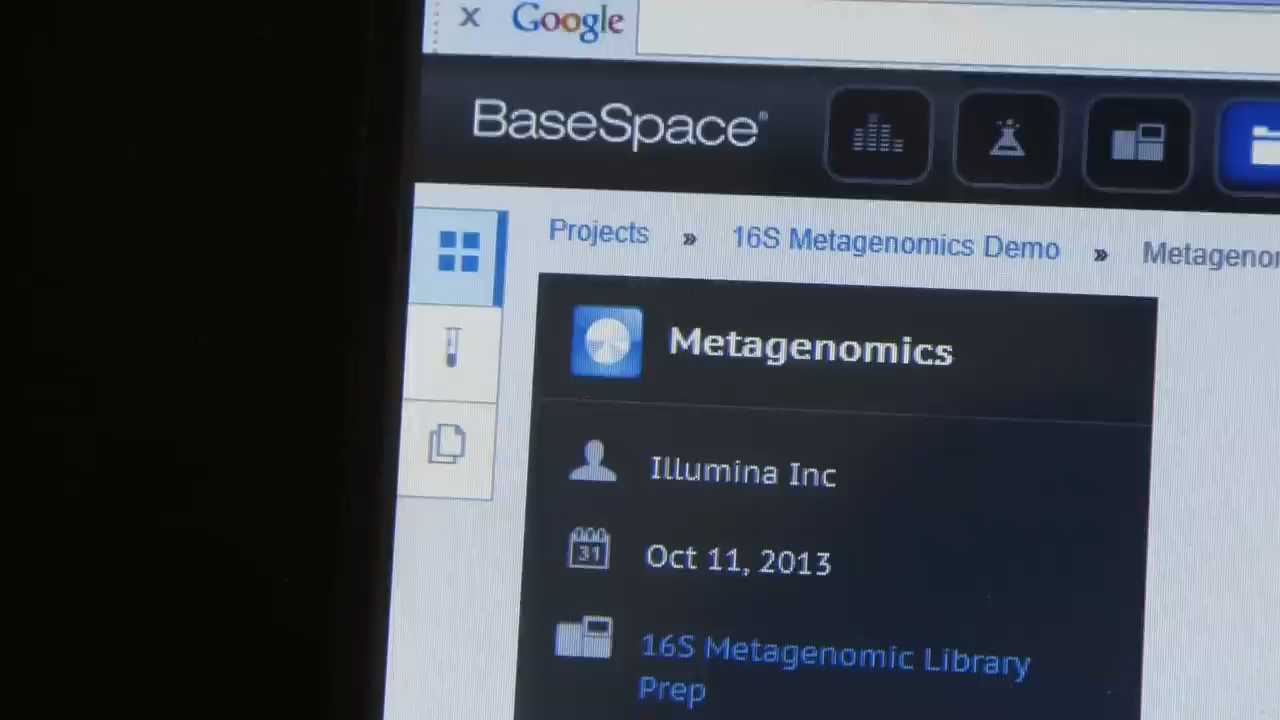 x Google
BaseSpace®
Projects » 16S Metagenomics Demo »
Metagenomics
Illumina Inc
31 Oct 11, 2013
16S Metagenomic Library
Prep